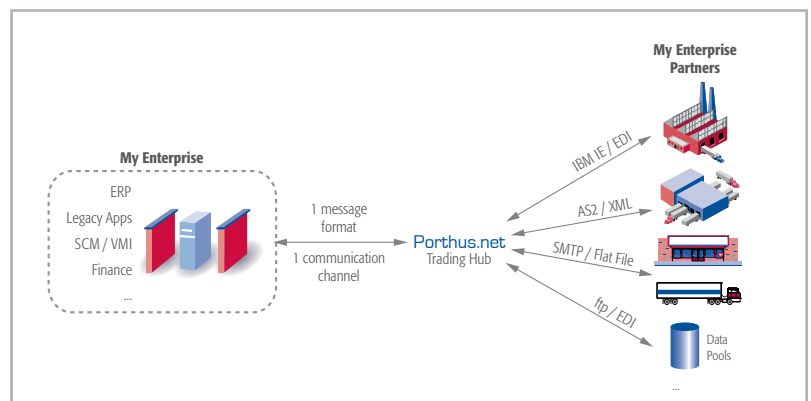 My Enterprise
ERP
Legacy Apps
SCM / VMI
Finance
...
1 message
format
1 communication
channel
Porthus.net
Trading Hub
My Enterprise
Partners
IBM IE / EDI
AS2 / XML
SMTP / Flat File
ftp / EDI
Data
Pools
...